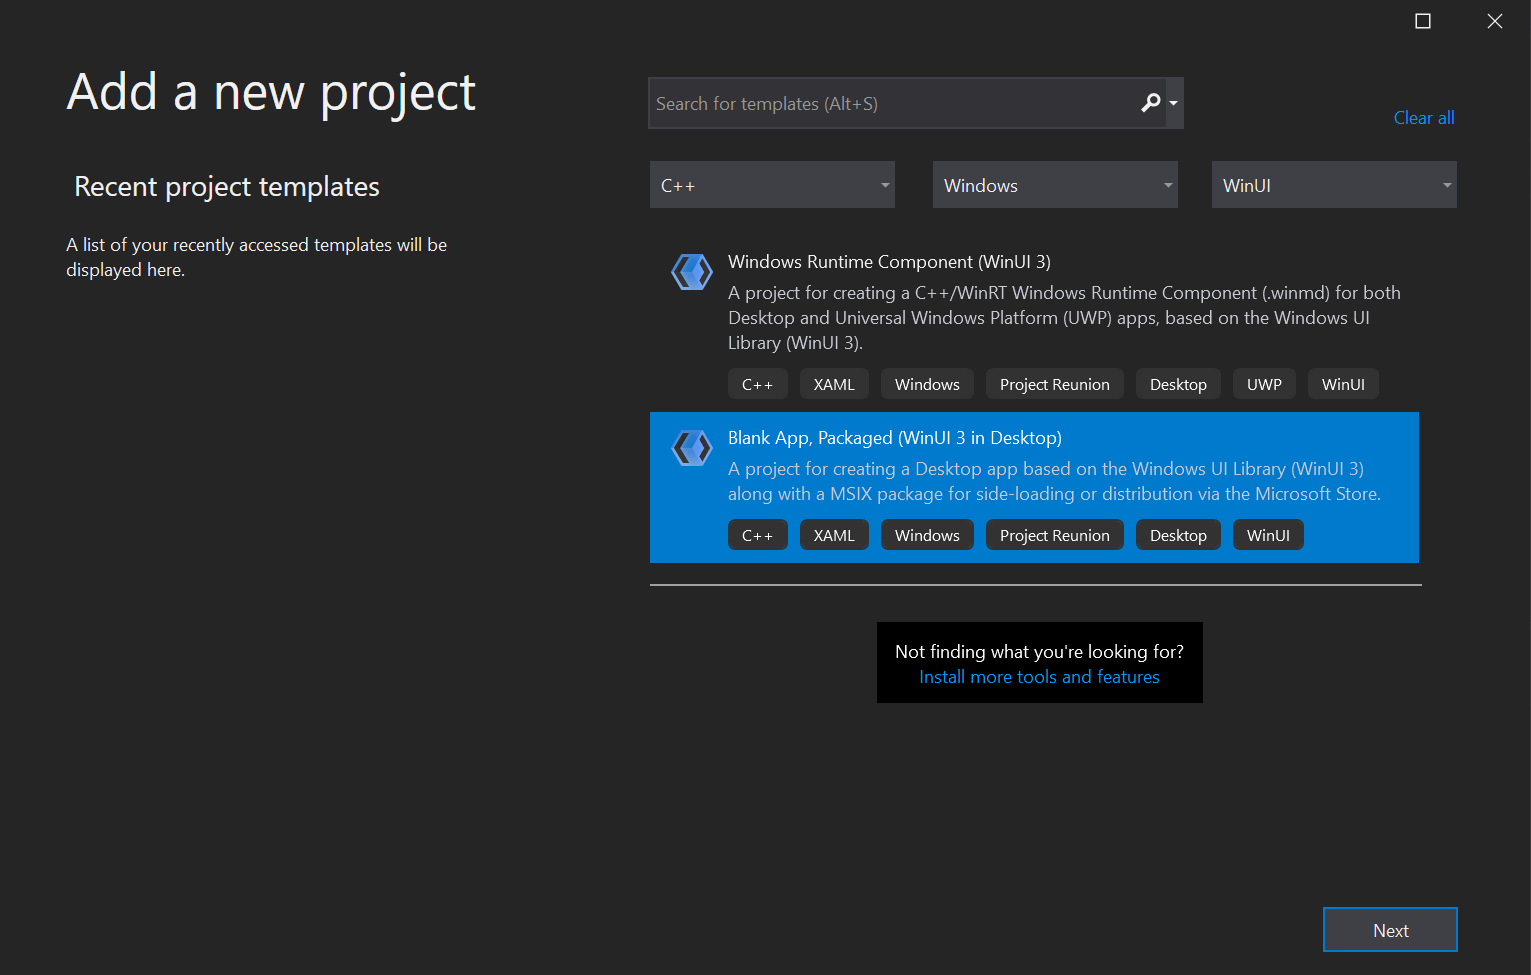 Add a new project
Search for templates (Alt+S)
Clear all
Recent project templates
A list of your recently accessed templates will be
displayed here.
C++
Windows
WinUI
Windows Runtime Component (WinUI 3)
A project for creating a C++/WinRT Windows Runtime Component (.winmd) for both
Desktop and Universal Windows Platform (UWP) apps, based on the Windows UI
Library (WinUI 3).
C++ XAML Windows Project Reunion Desktop UWP WinUI
Blank App, Packaged (WinUI 3 in Desktop)
A project for creating a Desktop app based on the Windows UI Library (WinUI 3)
along with a MSIX package for side-loading or distribution via the Microsoft Store.
C++ XAML Windows Project Reunion Desktop WinUI
Not finding what you're looking for?
Install more tools and features
Next